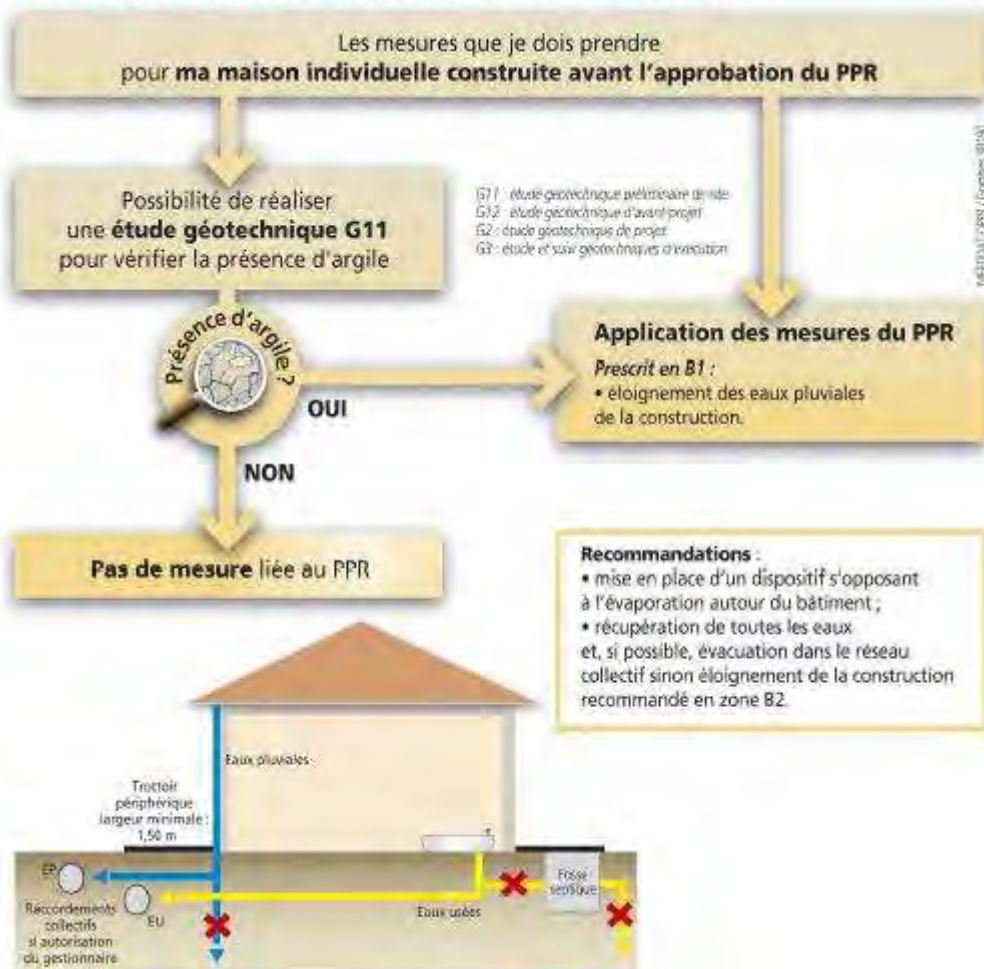 Les mesures que je dois prendre
pour ma maison individuelle construite avant l'approbation du PPR
Possibilité de réaliser
une étude géotechnique G11
pour vérifier la présence d'argile
G11 : étude géotechnique préliminaire de site
G12 : étude géotechnique d'avant-projet
G2 : étude géotechnique de projet
G3 : étude et suivi géotechniques d'exécution
Présence d'argile ?
OUI
NON
Application des mesures du PPR
Prescrit en B1 :
• éloignement des eaux pluviales
de la construction.
Pas de mesure liée au PPR
Recommandations :
• mise en place d'un dispositif s'opposant
à l'évaporation autour du bâtiment ;
• récupération de toutes les eaux
et, si possible, évacuation dans le réseau
collectif sinon éloignement de la construction
recommandé en zone B2.
Eaux pluviales
Trottoir
périphérique
largeur minimale :
1,50 m
EP
EU
Raccordements
collectifs
si autorisation
du gestionnaire
Eaux usées
Fosse
septique